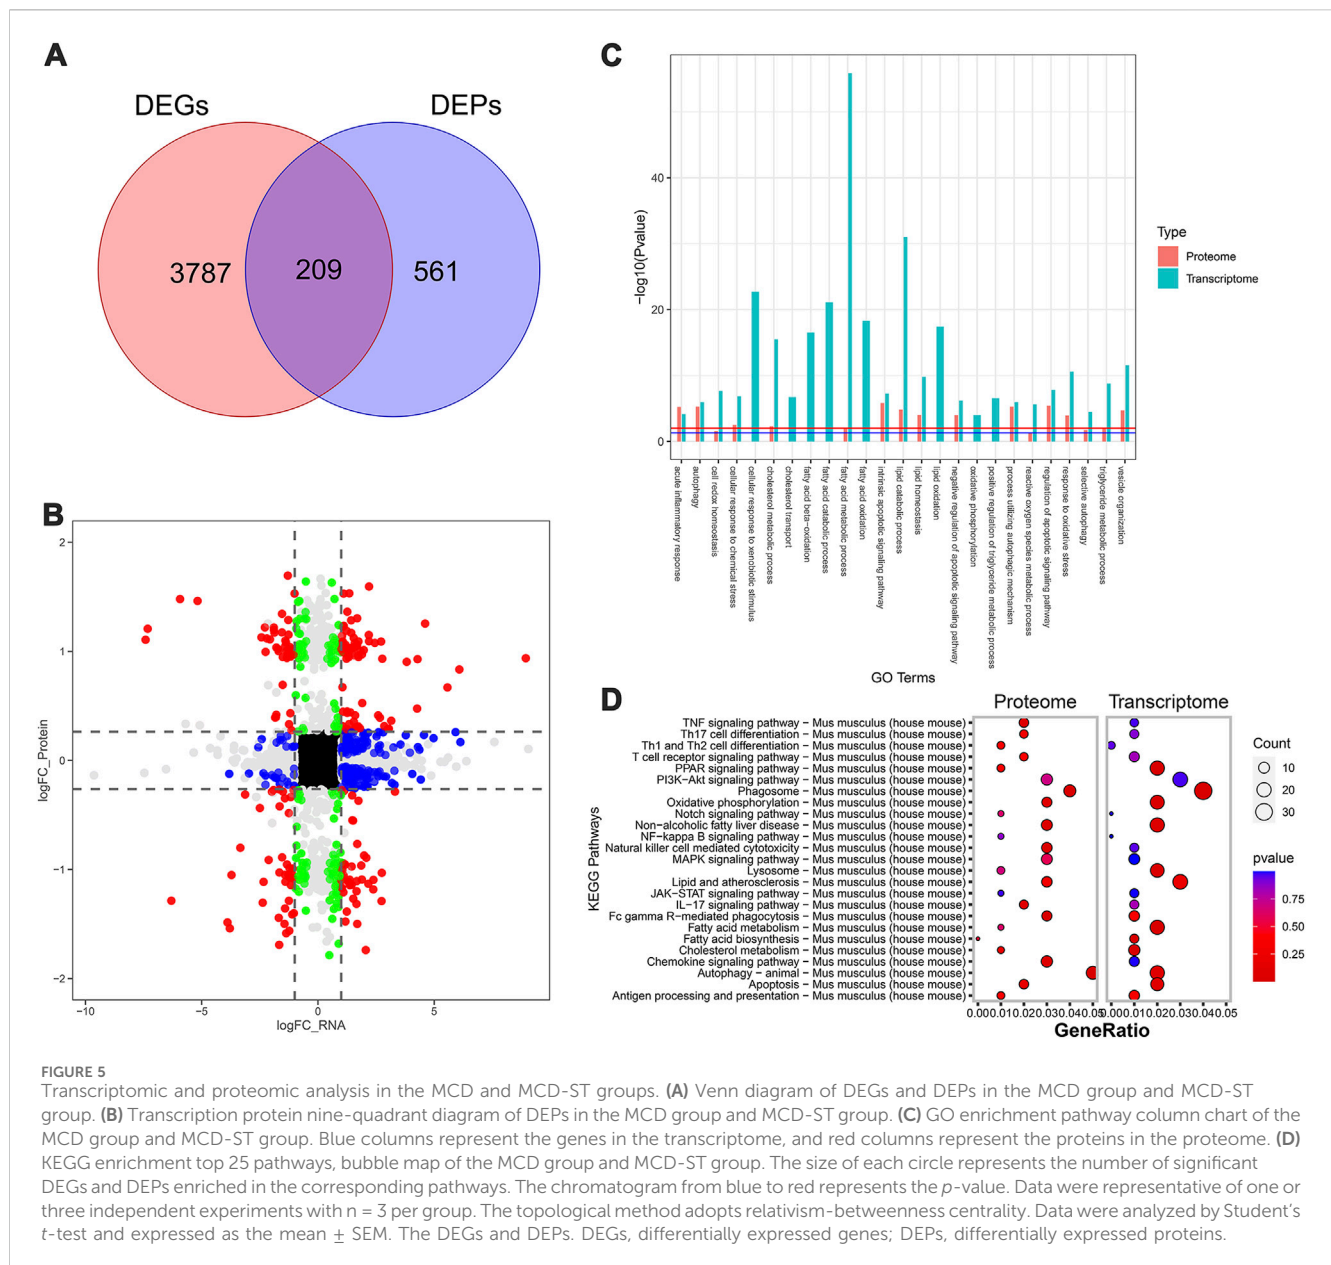 A
DEGs
DEPs
3787
209
561
B
2
1
0
−1
−2
logFC_Protein
−10
−5
0
5
logFC_RNA
C
40
20
0
−log10(Pvalue)
Type
Proteome
Transcriptome
acute inflammatory response
autophagy
cell redox homeostasis
cellular response to chemical stress
cellular response to xenobiotic stimulus
cholesterol metabolic process
cholesterol transport
fatty acid beta−oxidation
fatty acid catabolic process
fatty acid metabolic process
fatty acid oxidation
intrinsic apoptotic signaling pathway
lipid catabolic process
lipid homeostasis
lipid oxidation
negative regulation of apoptotic signaling pathway
oxidative phosphorylation
positive regulation of triglyceride metabolic process
process utilizing autophagic mechanism
reactive oxygen species metabolic process
regulation of apoptotic signaling pathway
response to oxidative stress
selective autophagy
triglyceride metabolic process
vesicle organization
GO Terms
D
Proteome
Transcriptome
KEGG Pathways
TNF signaling pathway − Mus musculus (house mouse)
Th17 cell differentiation − Mus musculus (house mouse)
Th1 and Th2 cell differentiation − Mus musculus (house mouse)
T cell receptor signaling pathway − Mus musculus (house mouse)
PPAR signaling pathway − Mus musculus (house mouse)
PI3K−Akt signaling pathway − Mus musculus (house mouse)
Phagosome − Mus musculus (house mouse)
Oxidative phosphorylation − Mus musculus (house mouse)
Notch signaling pathway − Mus musculus (house mouse)
Non−alcoholic fatty liver disease − Mus musculus (house mouse)
NF−kappa B signaling pathway − Mus musculus (house mouse)
Natural killer cell mediated cytotoxicity − Mus musculus (house mouse)
MAPK signaling pathway − Mus musculus (house mouse)
Lysosome − Mus musculus (house mouse)
Lipid and atherosclerosis − Mus musculus (house mouse)
JAK−STAT signaling pathway − Mus musculus (house mouse)
IL−17 signaling pathway − Mus musculus (house mouse)
Fc gamma R−mediated phagocytosis − Mus musculus (house mouse)
Fatty acid metabolism − Mus musculus (house mouse)
Fatty acid biosynthesis − Mus musculus (house mouse)
Cholesterol metabolism − Mus musculus (house mouse)
Chemokine signaling pathway − Mus musculus (house mouse)
Autophagy − animal − Mus musculus (house mouse)
Apoptosis − Mus musculus (house mouse)
Antigen processing and presentation − Mus musculus (house mouse)
0.000.010.020.030.040.05
0.000.010.020.030.040.05
GeneRatio
Count
10
20
30
pvalue
0.75
0.50
0.25
FIGURE 5
Transcriptomic and proteomic analysis in the MCD and MCD-ST groups. (A) Venn diagram of DEGs and DEPs in the MCD group and MCD-ST
group. (B) Transcription protein nine-quadrant diagram of DEPs in the MCD group and MCD-ST group. (C) GO enrichment pathway column chart of the
MCD group and MCD-ST group. Blue columns represent the genes in the transcriptome, and red columns represent the proteins in the proteome. (D)
KEGG enrichment top 25 pathways, bubble map of the MCD group and MCD-ST group. The size of each circle represents the number of significant
DEGs and DEPs enriched in the corresponding pathways. The chromatogram from blue to red represents the p-value. Data were representative of one or
three independent experiments with n = 3 per group. The topological method adopts relativism-betweenness centrality. Data were analyzed by Student's
t-test and expressed as the mean ± SEM. The DEGs and DEPs. DEGs, differentially expressed genes; DEPs, differentially expressed proteins.